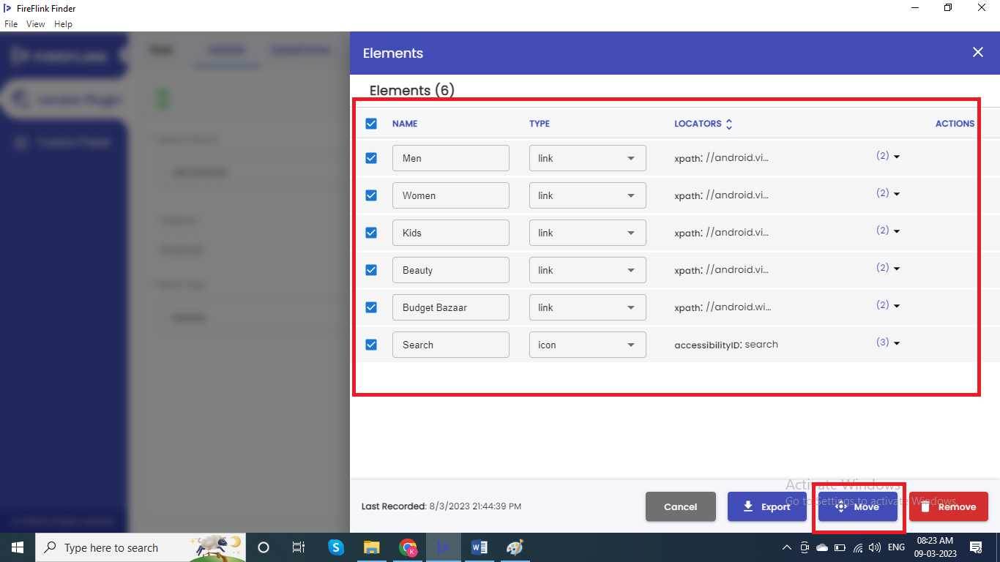 FireFlink Finder
File View Help
Elements
Elements (6)
NAME TYPE LOCATORS ACTIONS
Men link xpath: //android.vi... (2)
Women link xpath: //android.vi... (2)
Kids link xpath: //android.vi... (2)
Beauty link xpath: //android.vi... (2)
Budget Bazaar link xpath: //android.wi... (2)
Search icon accessibilityID: search (3)
Activate Windows
Go to Settings to activate Windows.
Last Recorded: 8/3/2023 21:44:39 PM Cancel Export Move Remove
Type here to search K ENG 08:23 AM
09-03-2023